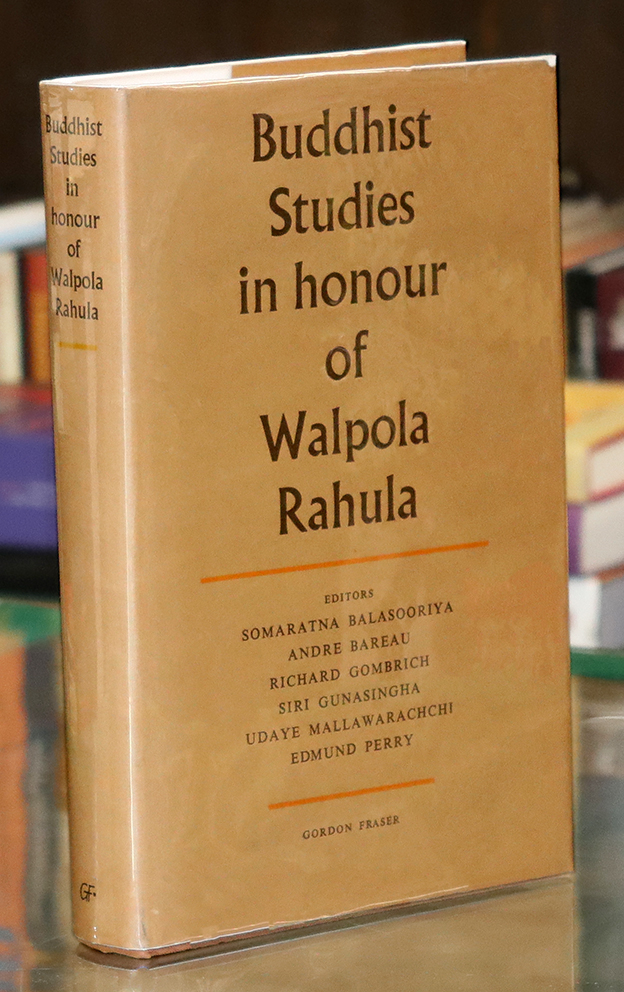 Buddhist
Studies
in
honour
of
Walpola
Rahula
GF.
Buddhist
Studies
in honour
of
Walpola
Rahula
EDITORS
SOMARATNA BALASOORIYA
ANDRE BAREAU
RICHARD GOMBRICH
SIRI GUNASINGHA
UDAYE MALLAWARACHCHI
EDMUND PERRY
GORDON FRASER